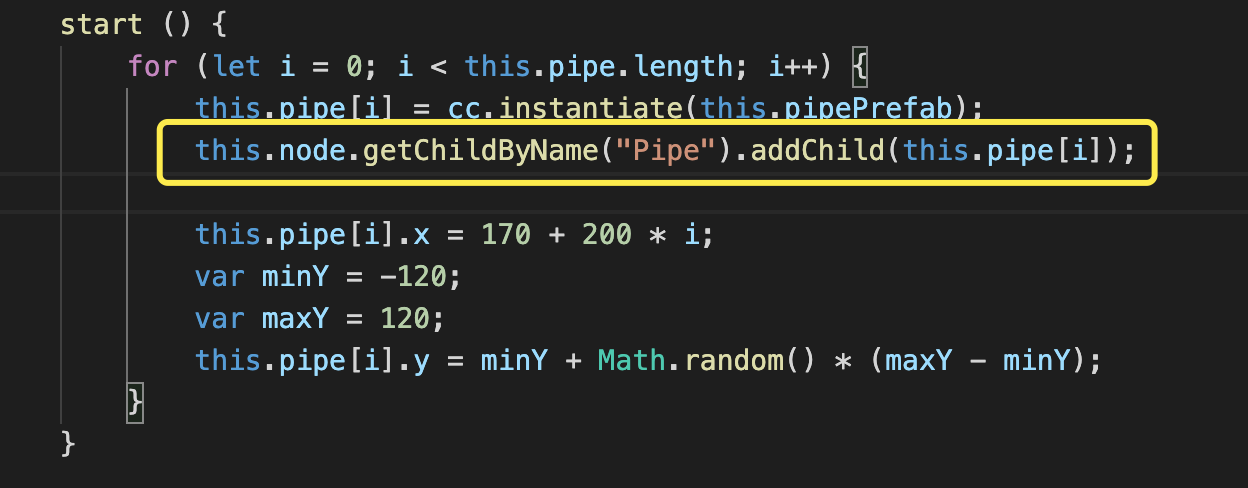 start () {
for (let i = 0; i < this.pipe.length; i++) {
this.pipe[i] = cc.instantiate(this.pipePrefab);
this.node.getChildByName("Pipe").addChild(this.pipe[i]);
this.pipe[i].x = 170 + 200 * i;
var minY = -120;
var maxY = 120;
this.pipe[i].y = minY + Math.random() * (maxY - minY);
}
}